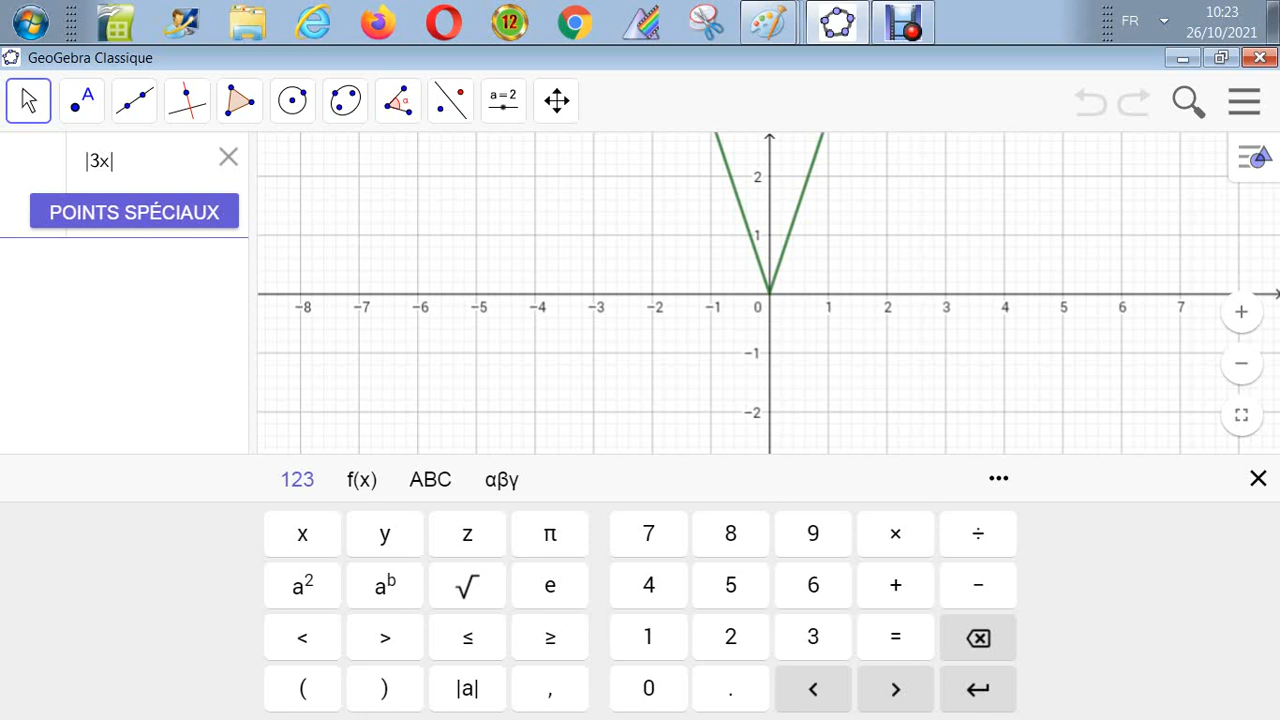 12
FR
10:23
26/10/2021
GeoGebra Classique
A
α
a=2
|3x|
POINTS SPÉCIAUX
2
1
−8 −7 −6 −5 −4 −3 −2 −1 0 1 2 3 4 5 6 7
−1
−2
+
−
123 f(x) ABC αβγ •••
x y z π 7 8 9 × ÷
a² aᵇ √ e 4 5 6 + −
< > ≤ ≥ 1 2 3 =
( ) |a| , 0 . < >